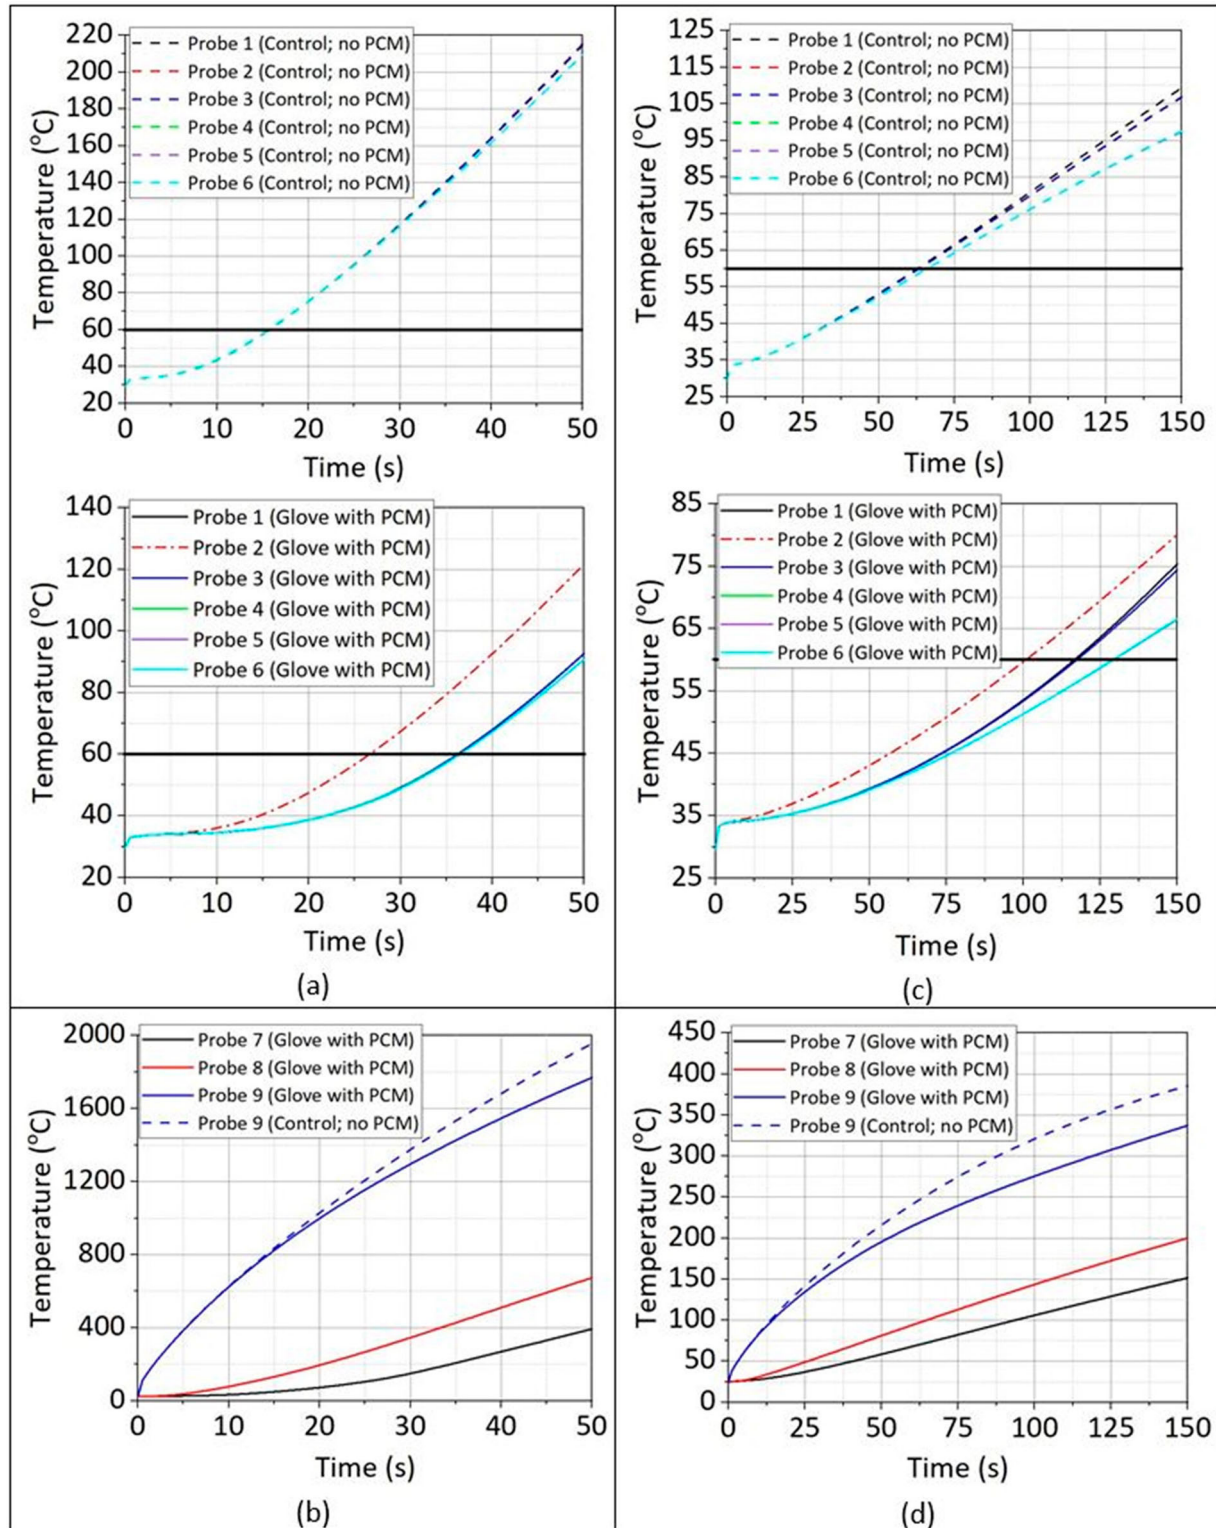 220
200
180
160
140
120
100
80
60
40
20
Temperature (°C)
Probe 1 (Control; no PCM)
Probe 2 (Control; no PCM)
Probe 3 (Control; no PCM)
Probe 4 (Control; no PCM)
Probe 5 (Control; no PCM)
Probe 6 (Control; no PCM)
0 10 20 30 40 50
Time (s)
140
120
100
80
60
40
20
Temperature (°C)
Probe 1 (Glove with PCM)
Probe 2 (Glove with PCM)
Probe 3 (Glove with PCM)
Probe 4 (Glove with PCM)
Probe 5 (Glove with PCM)
Probe 6 (Glove with PCM)
0 10 20 30 40 50
Time (s)
(a)
125
115
105
95
85
75
65
55
45
35
25
Temperature (°C)
Probe 1 (Control; no PCM)
Probe 2 (Control; no PCM)
Probe 3 (Control; no PCM)
Probe 4 (Control; no PCM)
Probe 5 (Control; no PCM)
Probe 6 (Control; no PCM)
0 25 50 75 100 125 150
Time (s)
85
75
65
55
45
35
25
Temperature (°C)
Probe 1 (Glove with PCM)
Probe 2 (Glove with PCM)
Probe 3 (Glove with PCM)
Probe 4 (Glove with PCM)
Probe 5 (Glove with PCM)
Probe 6 (Glove with PCM)
0 25 50 75 100 125 150
Time (s)
(c)
2000
1600
1200
800
400
0
Temperature (°C)
Probe 7 (Glove with PCM)
Probe 8 (Glove with PCM)
Probe 9 (Glove with PCM)
Probe 9 (Control; no PCM)
0 10 20 30 40 50
Time (s)
(b)
450
400
350
300
250
200
150
100
50
0
Temperature (°C)
Probe 7 (Glove with PCM)
Probe 8 (Glove with PCM)
Probe 9 (Glove with PCM)
Probe 9 (Control; no PCM)
0 25 50 75 100 125 150
Time (s)
(d)